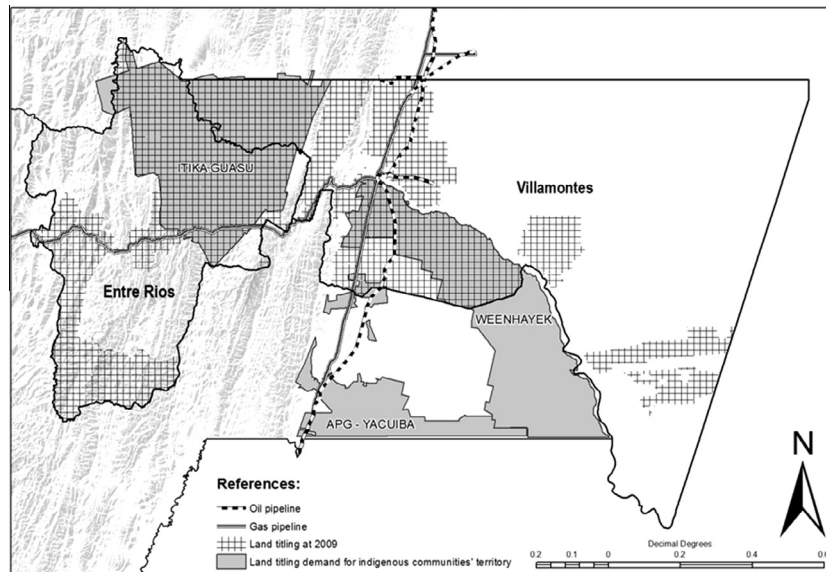 ITIKA GUASU
Villamontes
Entre Rios
WEENHAYEK
APG - YACUIBA
N
References:
Oil pipeline
Gas pipeline
Land titling at 2009
Land titling demand for indigenous communities' territory
Decimal Degrees
0.2 0.1 0 0.2 0.4 0.6